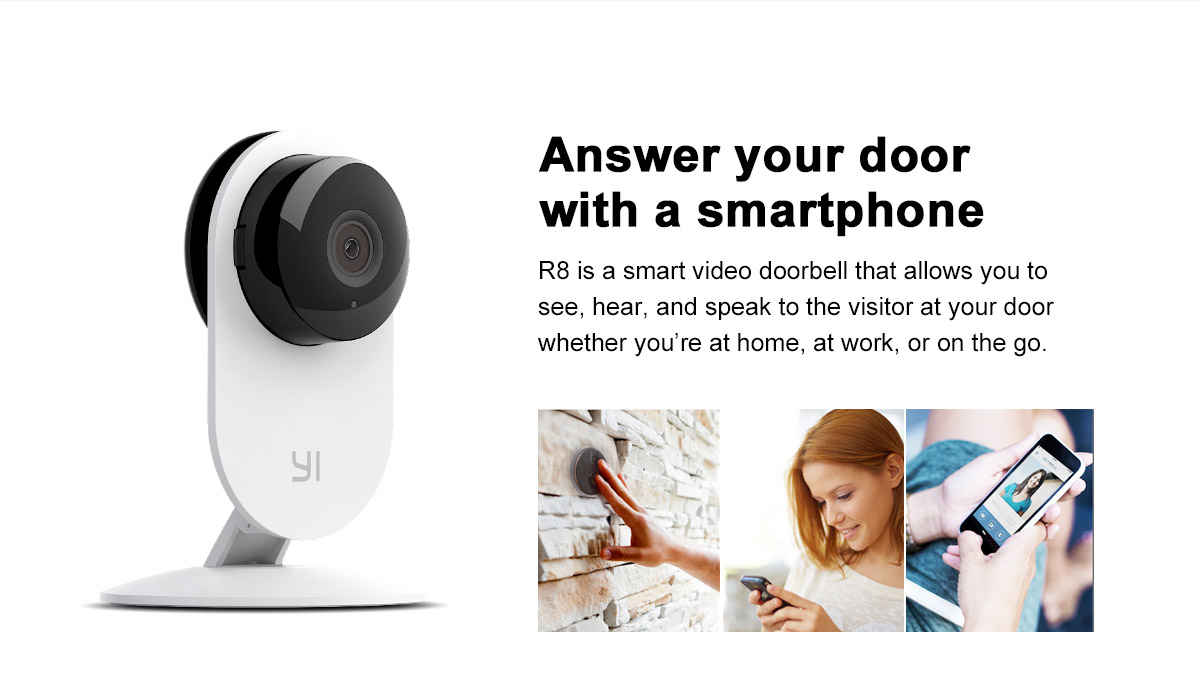 Answer your door
with a smartphone
R8 is a smart video doorbell that allows you to
see, hear, and speak to the visitor at your door
whether you’re at home, at work, or on the go.
YI